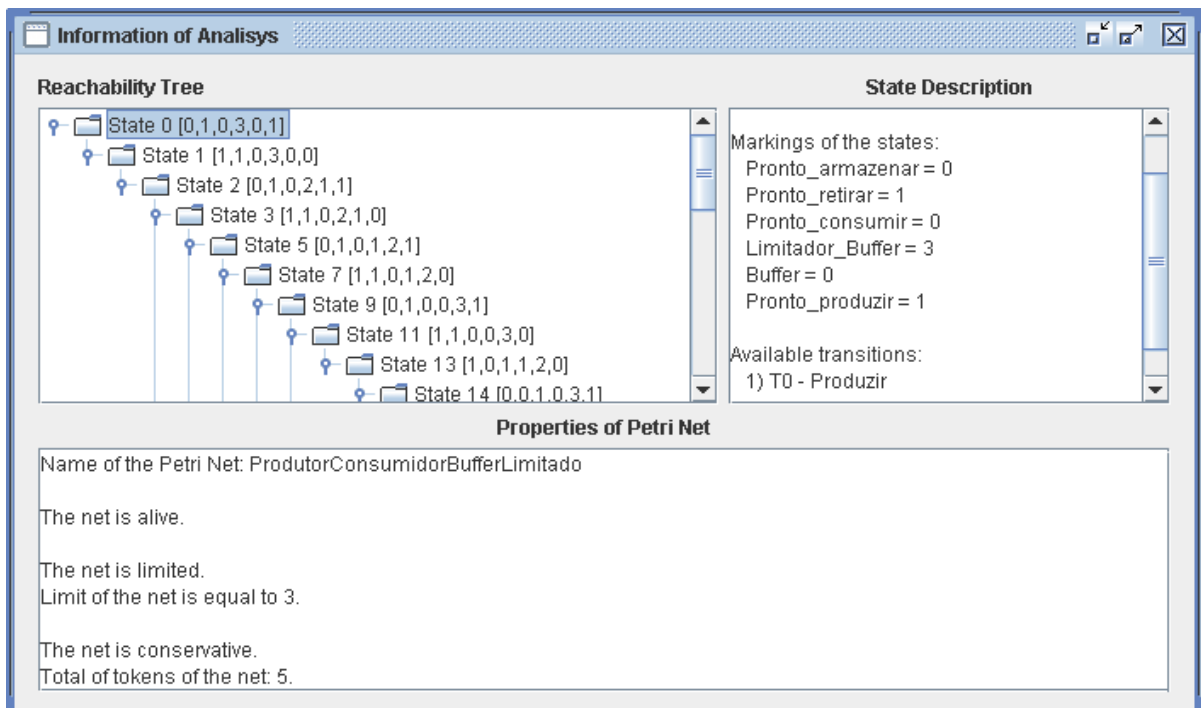 Information of Analisys
Reachability Tree
State 0 [0,1,0,3,0,1]
State 1 [1,1,0,3,0,0]
State 2 [0,1,0,2,1,1]
State 3 [1,1,0,2,1,0]
State 5 [0,1,0,1,2,1]
State 7 [1,1,0,1,2,0]
State 9 [0,1,0,0,3,1]
State 11 [1,1,0,0,3,0]
State 13 [1,0,1,1,2,0]
State 14 [0,0,1,0,3,1]
State Description
Markings of the states:
Pronto_armazenar = 0
Pronto_retirar = 1
Pronto_consumir = 0
Limitador_Buffer = 3
Buffer = 0
Pronto_produzir = 1
Available transitions:
1) T0 - Produzir
Properties of Petri Net
Name of the Petri Net: ProdutorConsumidorBufferLimitado
The net is alive.
The net is limited.
Limit of the net is equal to 3.
The net is conservative.
Total of tokens of the net: 5.